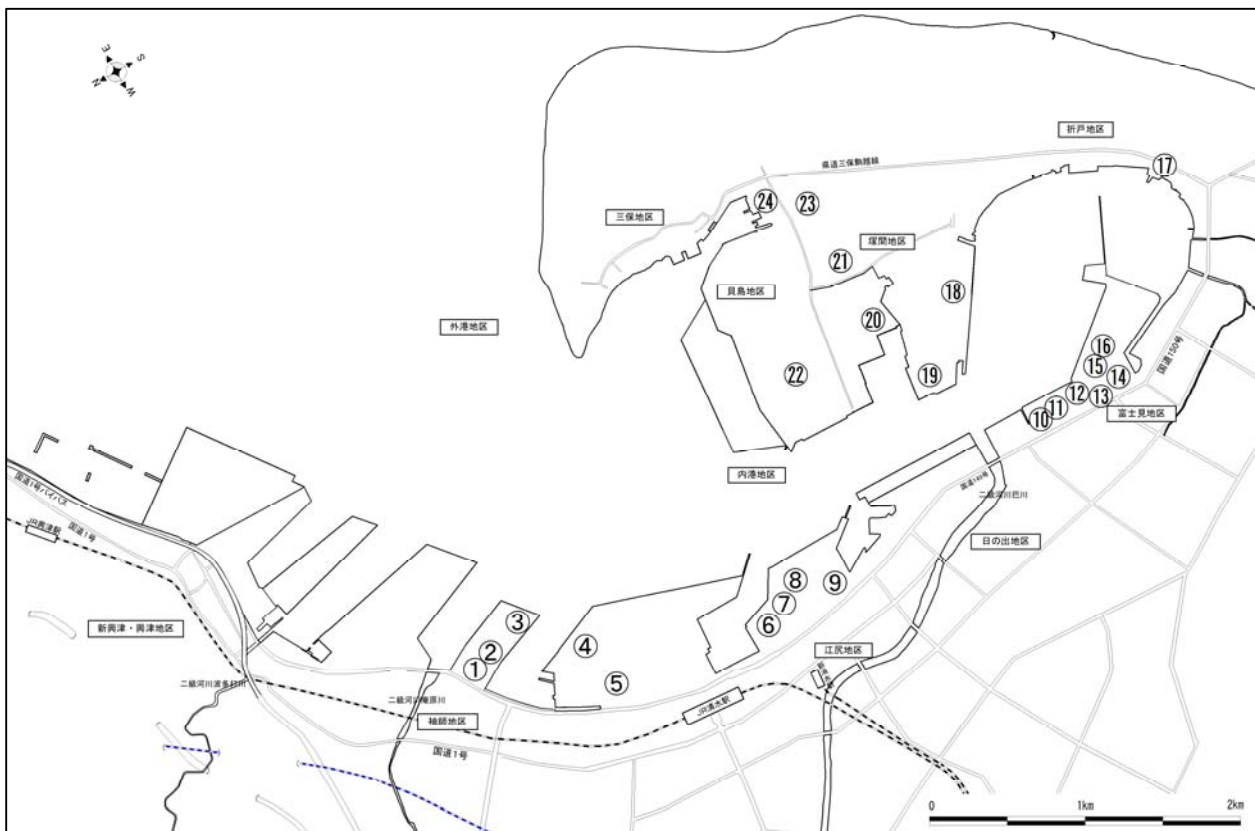 E
S
N
W
折戸地区
⑰
県道三保駒越線
㉔
㉓
三保地区
塚間地区
㉑
貝島地区
⑱
外港地区
⑳
国道150号
⑯
⑮
⑭
㉒
⑲
⑫
⑬
⑪
⑩
富士見地区
内港地区
国道149号
国道1号バイパス
二級河川巴川
JR興津駅
国道1号
日の出地区
⑧
⑨
⑦
③
⑥
新興津・興津地区
④
②
江尻地区
①
⑤
二級河川波多打川
二級河川庵原川
JR清水駅
袖師地区
国道1号
0
1km
2km